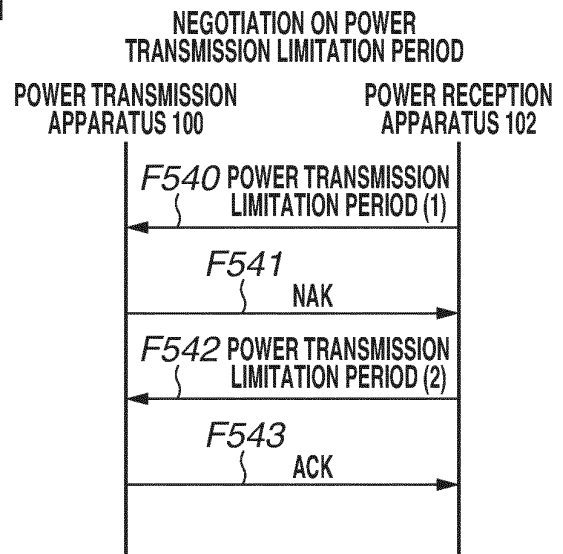 NEGOTIATION ON POWER
TRANSMISSION LIMITATION PERIOD
POWER TRANSMISSION
APPARATUS 100
POWER RECEPTION
APPARATUS 102
F540 POWER TRANSMISSION
LIMITATION PERIOD (1)
F541
NAK
F542 POWER TRANSMISSION
LIMITATION PERIOD (2)
F543
ACK